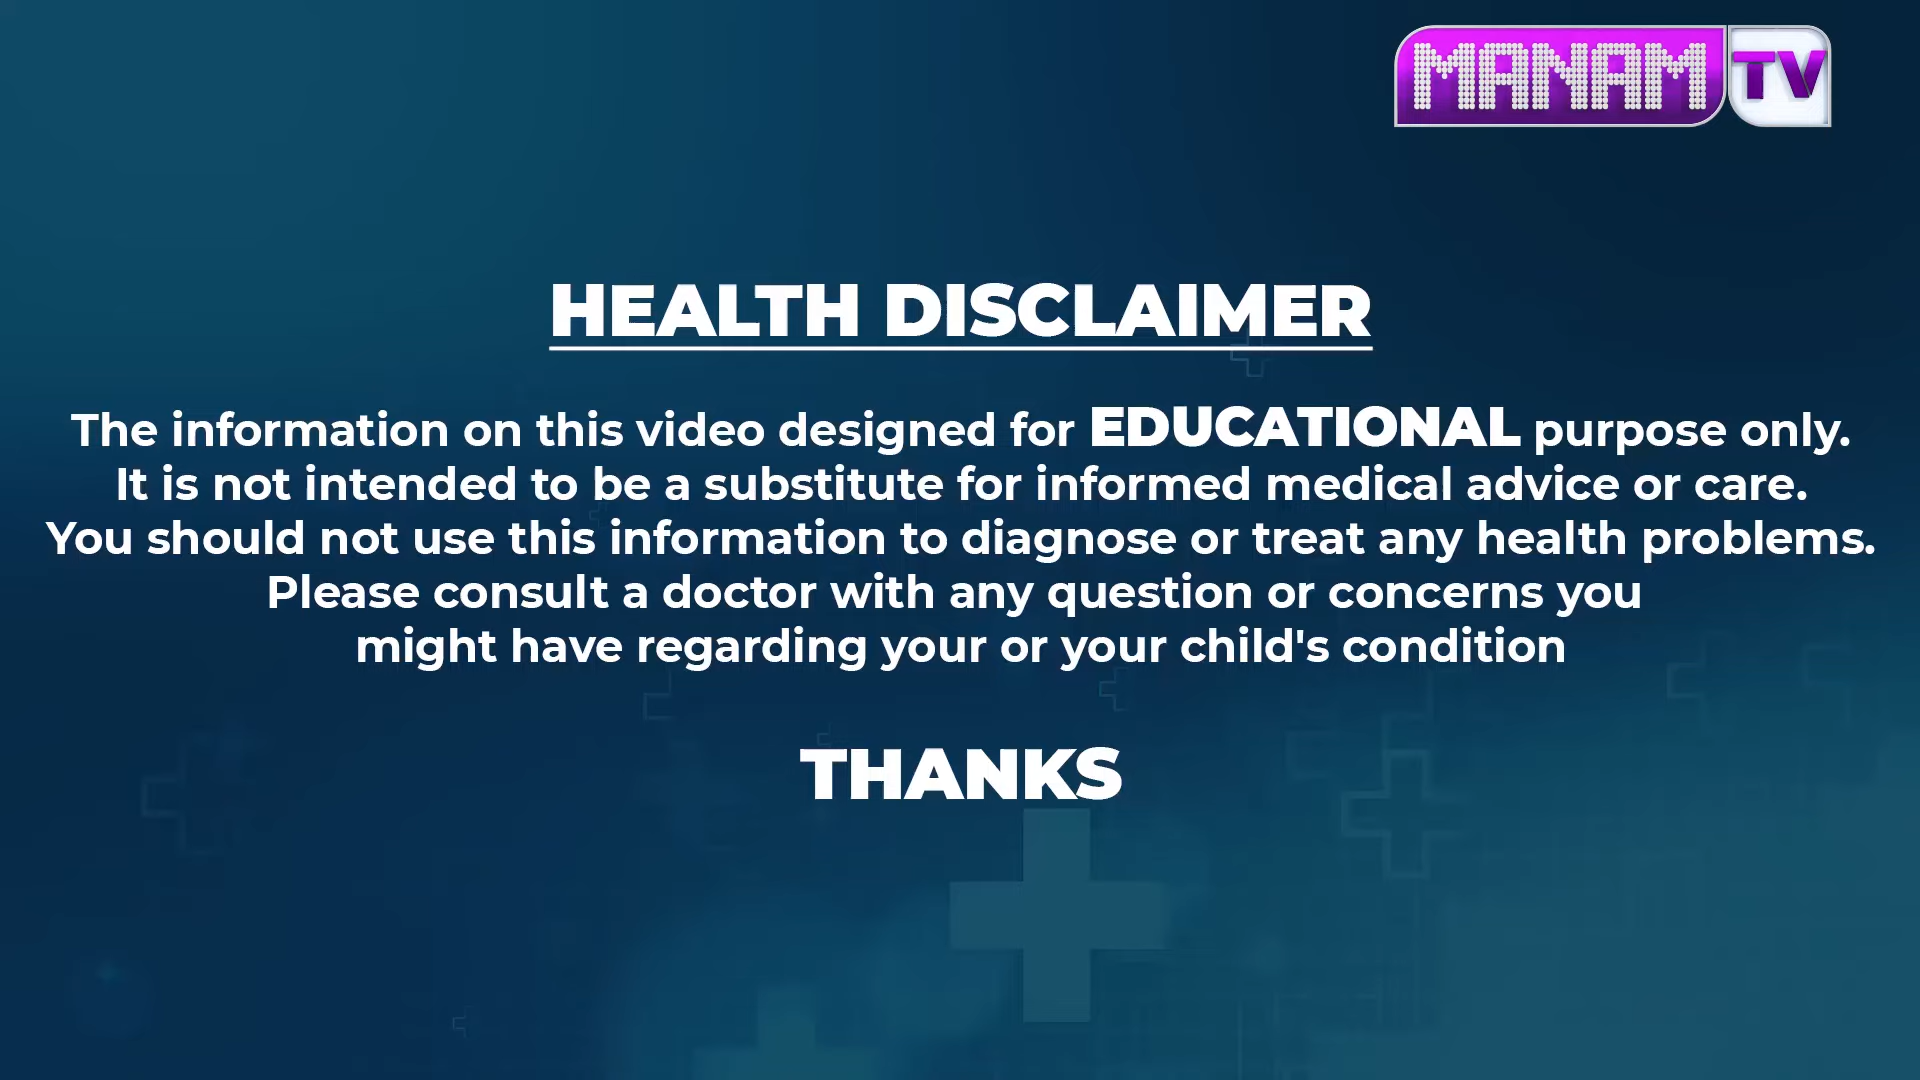 MANAM TV
HEALTH DISCLAIMER
The information on this video designed for EDUCATIONAL purpose only.
It is not intended to be a substitute for informed medical advice or care.
You should not use this information to diagnose or treat any health problems.
Please consult a doctor with any question or concerns you
might have regarding your or your child's condition
THANKS